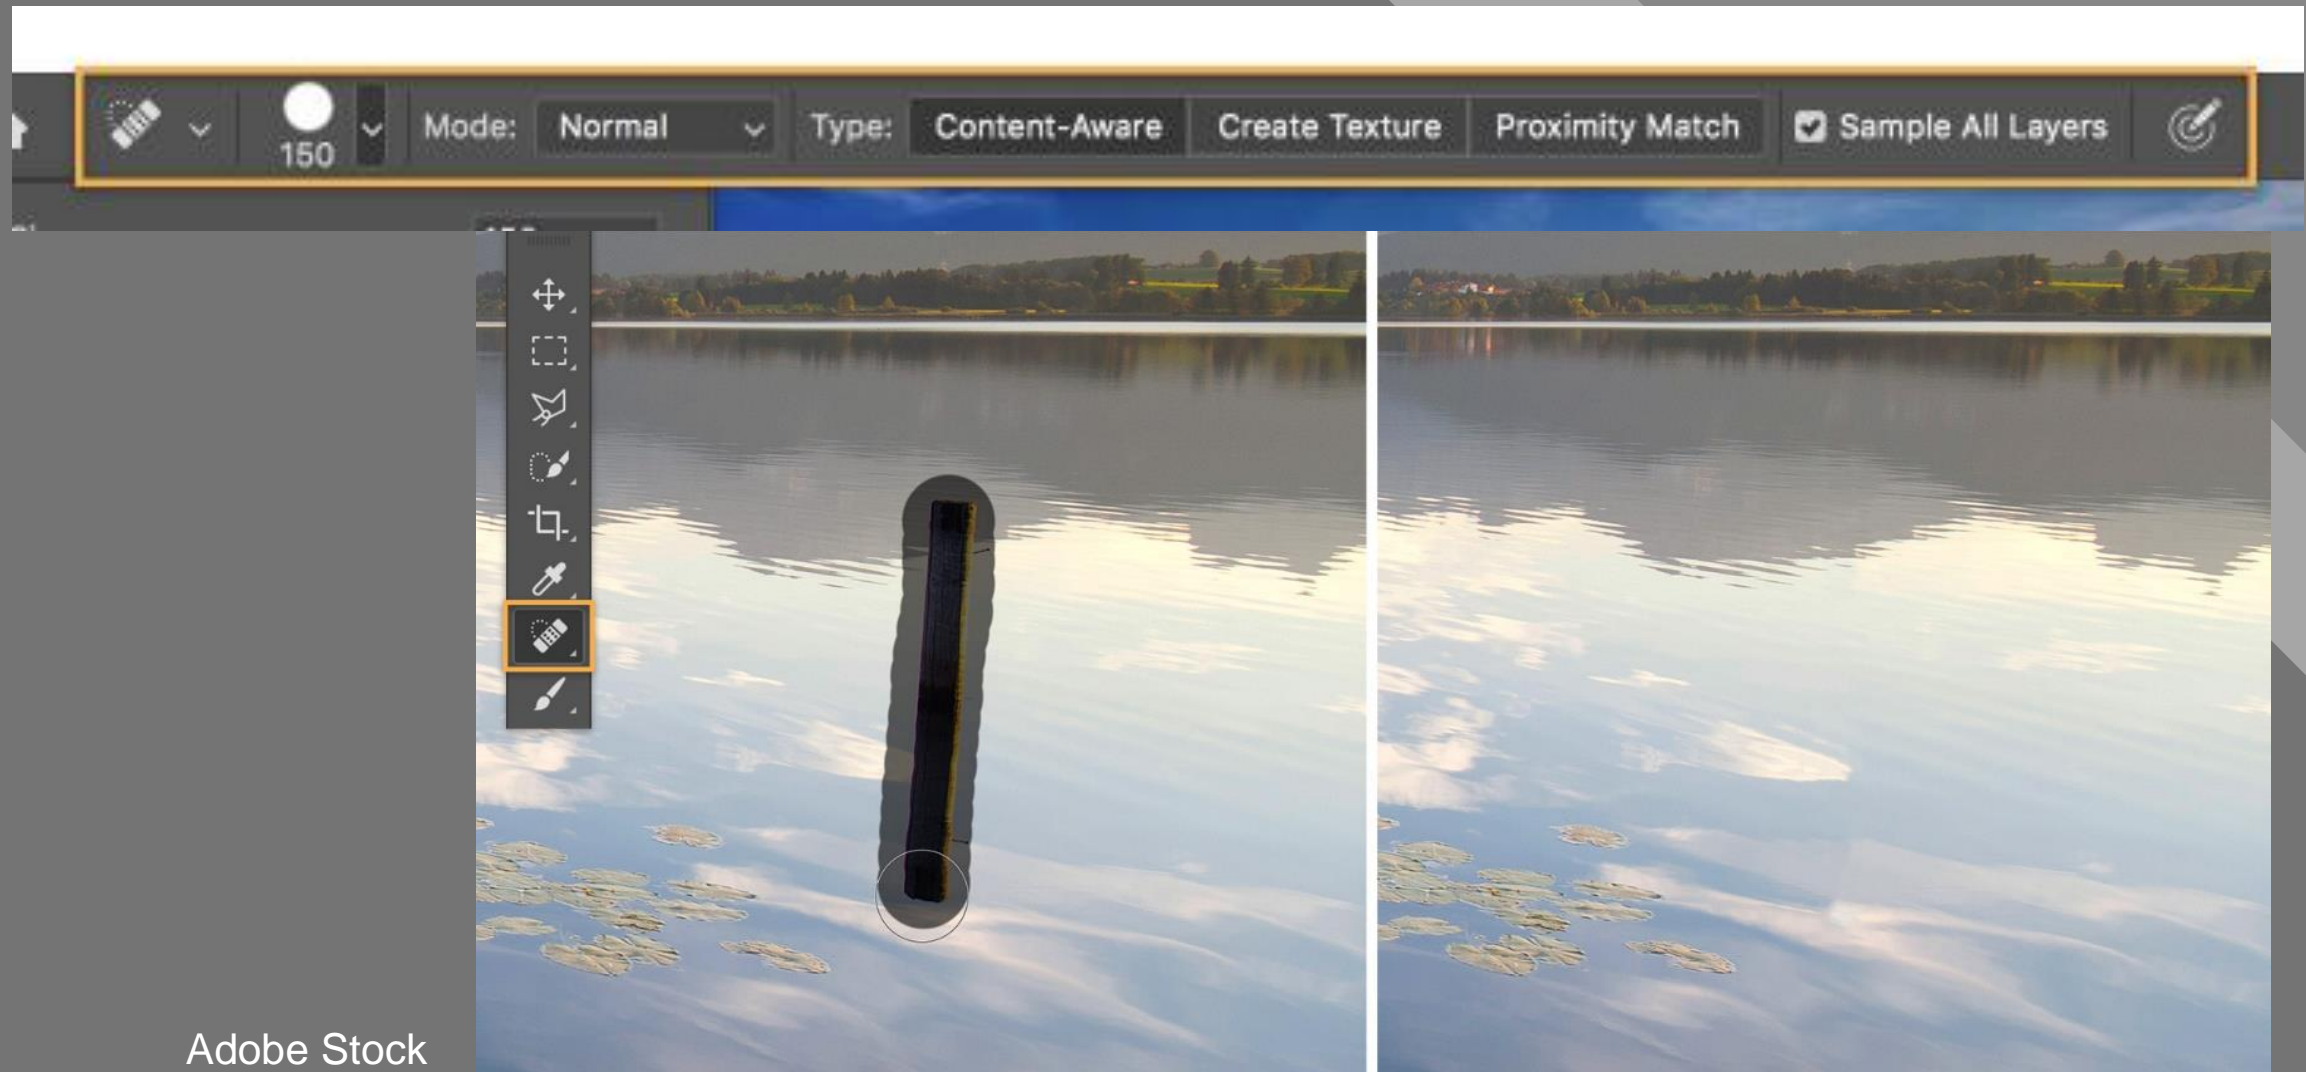 Mode: Normal Type: Content-Aware Create Texture Proximity Match Sample All Layers
150
Adobe Stock